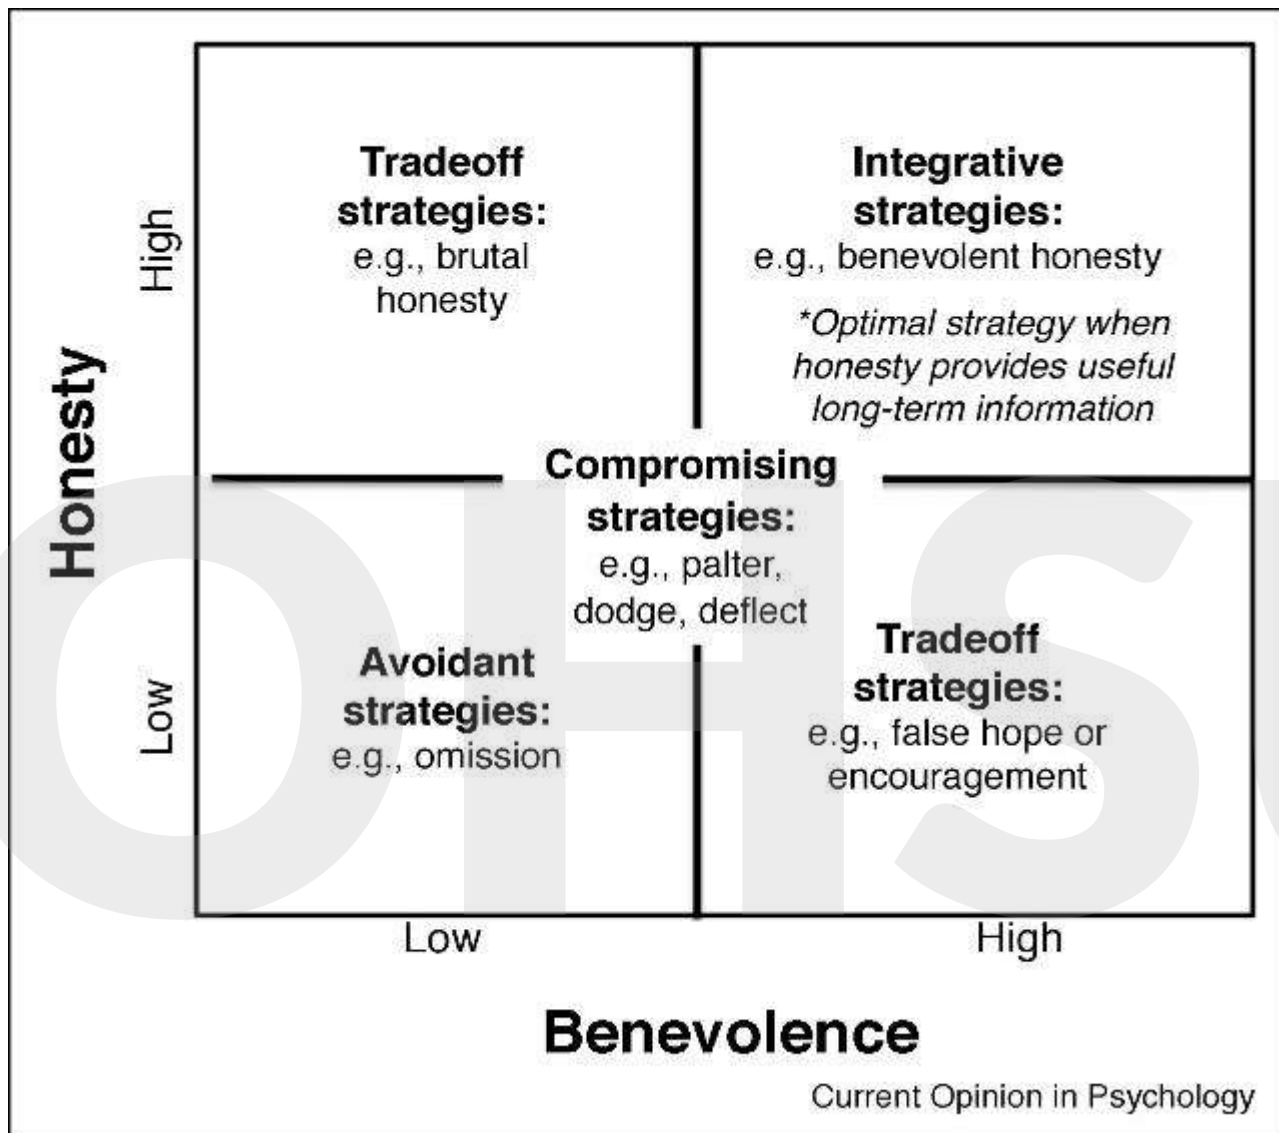 Tradeoff
strategies:
e.g., brutal
honesty
Integrative
strategies:
e.g., benevolent honesty
*Optimal strategy when
honesty provides useful
long-term information
High
Honesty
Compromising
strategies:
e.g., palter,
dodge, deflect
Avoidant
strategies:
e.g., omission
Tradeoff
strategies:
e.g., false hope or
encouragement
Low
Low
High
Benevolence
Current Opinion in Psychology